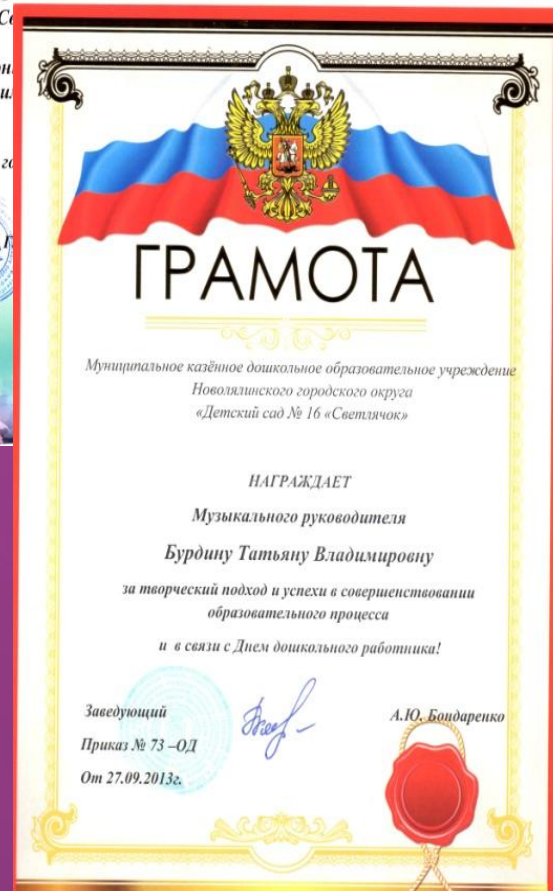 ГРАМОТА
Муниципальное казённое дошкольное образовательное учреждение
Новолялинского городского округа
«Детский сад № 16 «Светлячок»
НАГРАЖДАЕТ
Музыкального руководителя
Бурдину Татьяну Владимировну
за творческий подход и успехи в совершенствовании
образовательного процесса
и в связи с Днем дошкольного работника!
Заведующий
А.Ю. Бондаренко
Приказ № 73 –ОД
От 27.09.2013г.